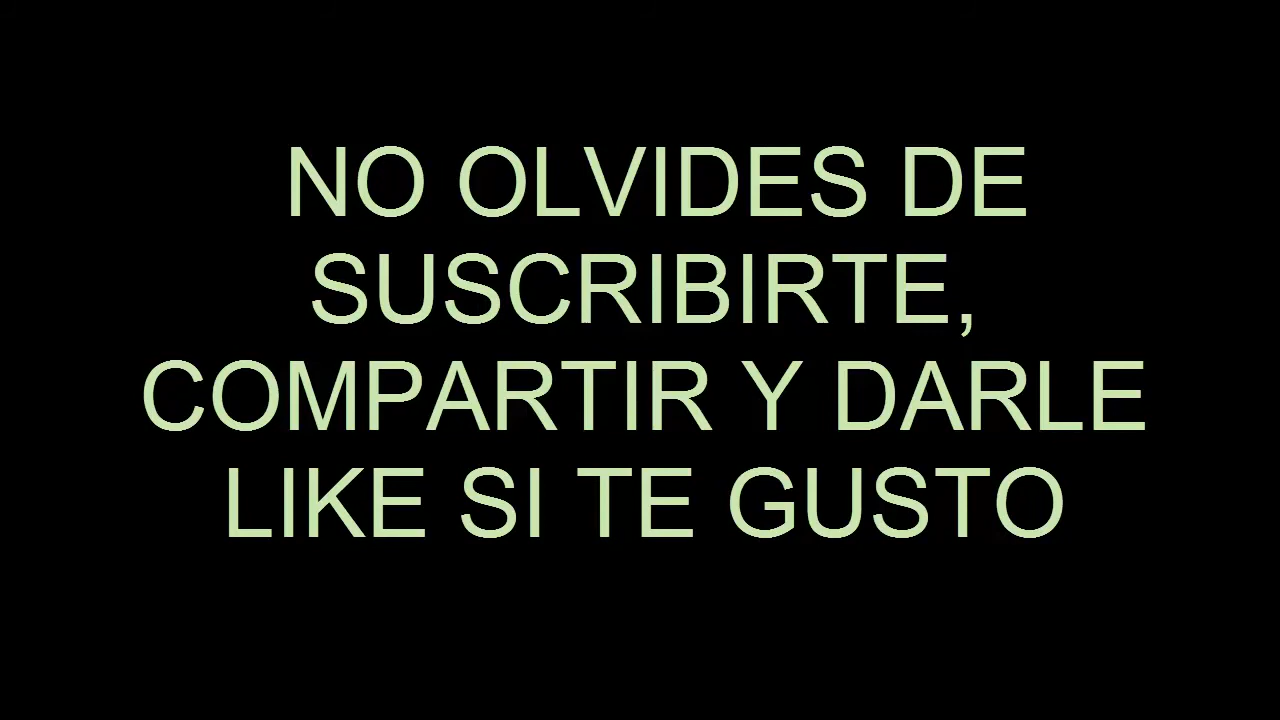 NO OLVIDES DE
SUSCRIBIRTE,
COMPARTIR Y DARLE
LIKE SI TE GUSTO